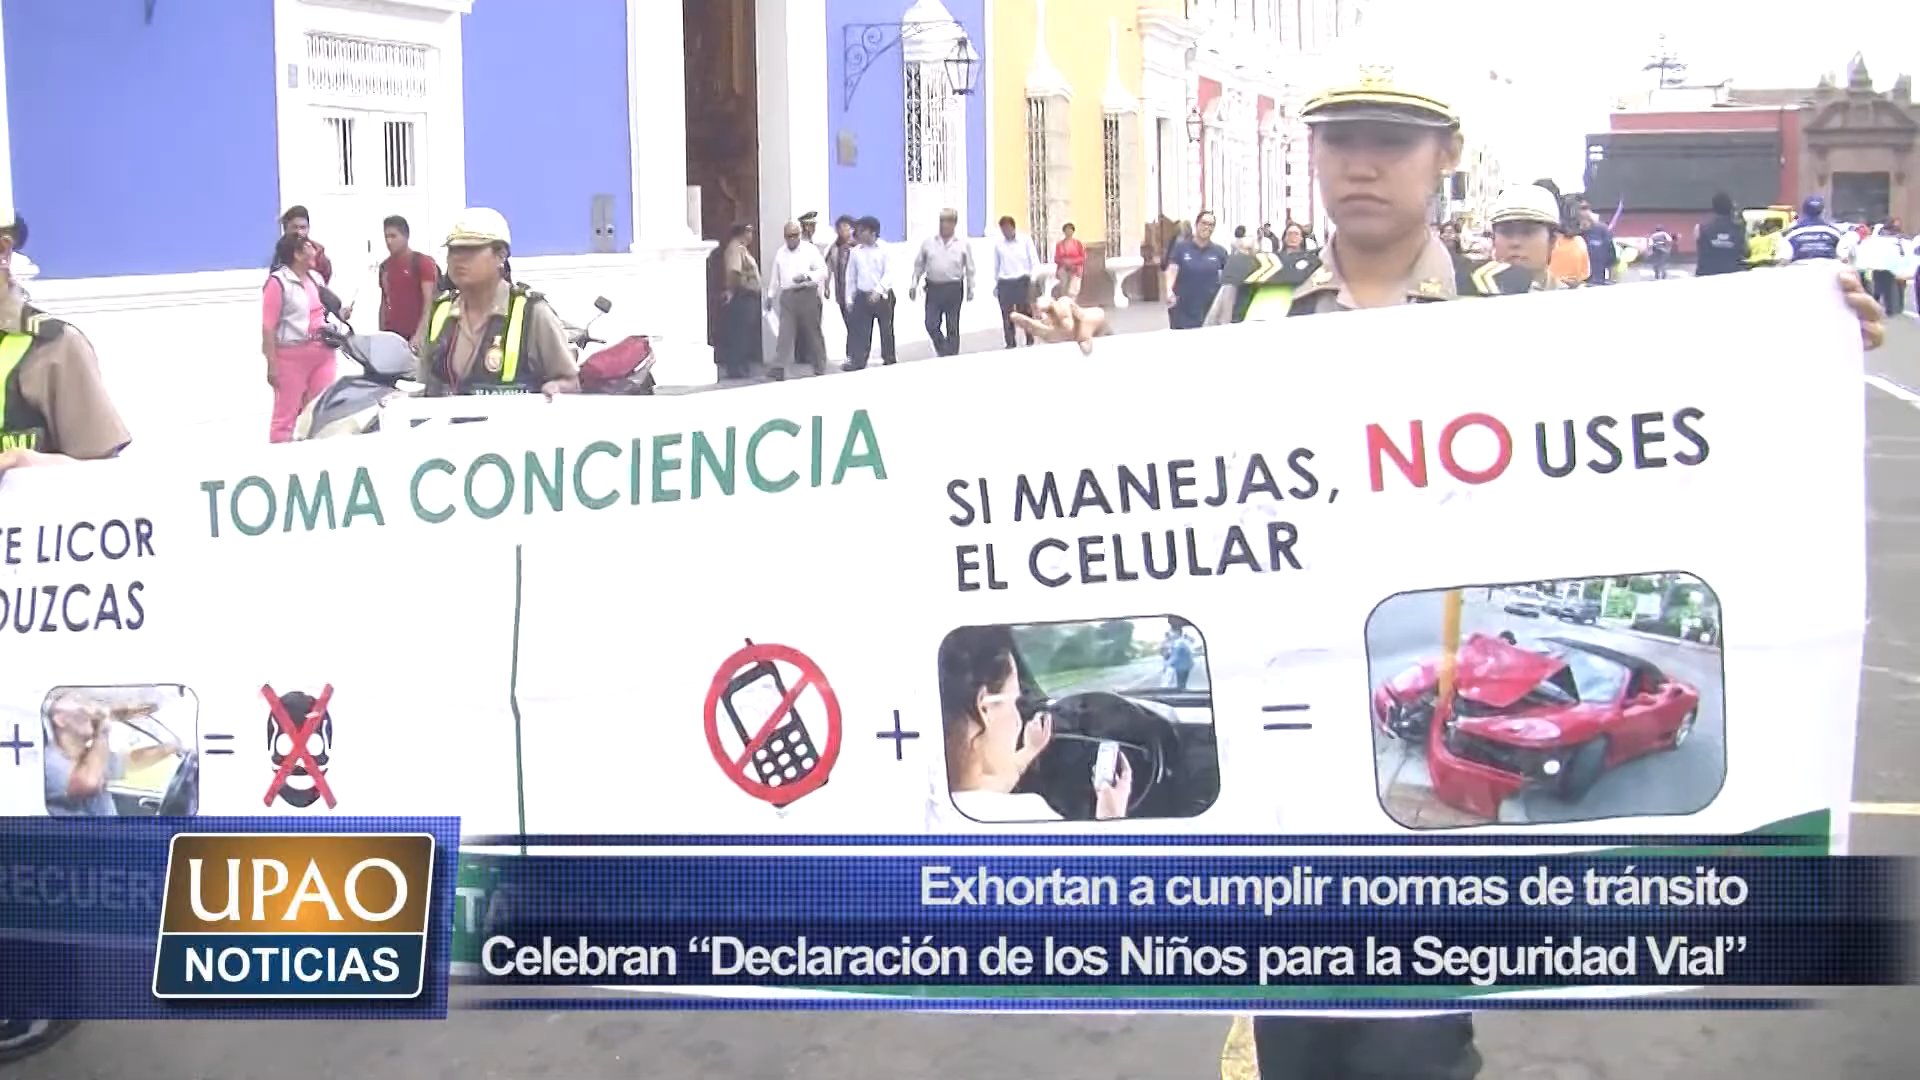 TOMA CONCIENCIA
SI MANEJAS, NO USES
EL CELULAR
LICOR
+
=
+
=
UPAO
NOTICIAS
Exhortan a cumplir normas de tránsito
Celebran “Declaración de los Niños para la Seguridad Vial”